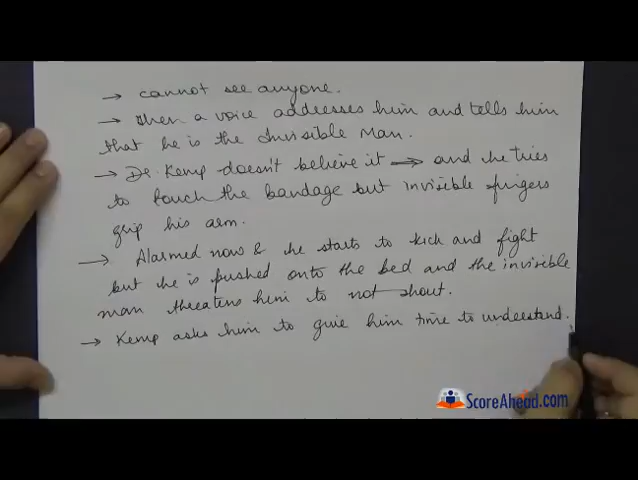 → cannot see anyone.
→ then a voice addresses him and tells him
that he is the Invisible Man.
→ Dr. Kemp doesn't believe it → and he tries
to touch the bandage but invisible fingers
grip his arm.
→ Alarmed now & he starts to kick and fight
but he is pushed onto the bed and the invisible
man threatens him to not shout.
→ Kemp asks him to give him time to understand.
ScoreAhead.com